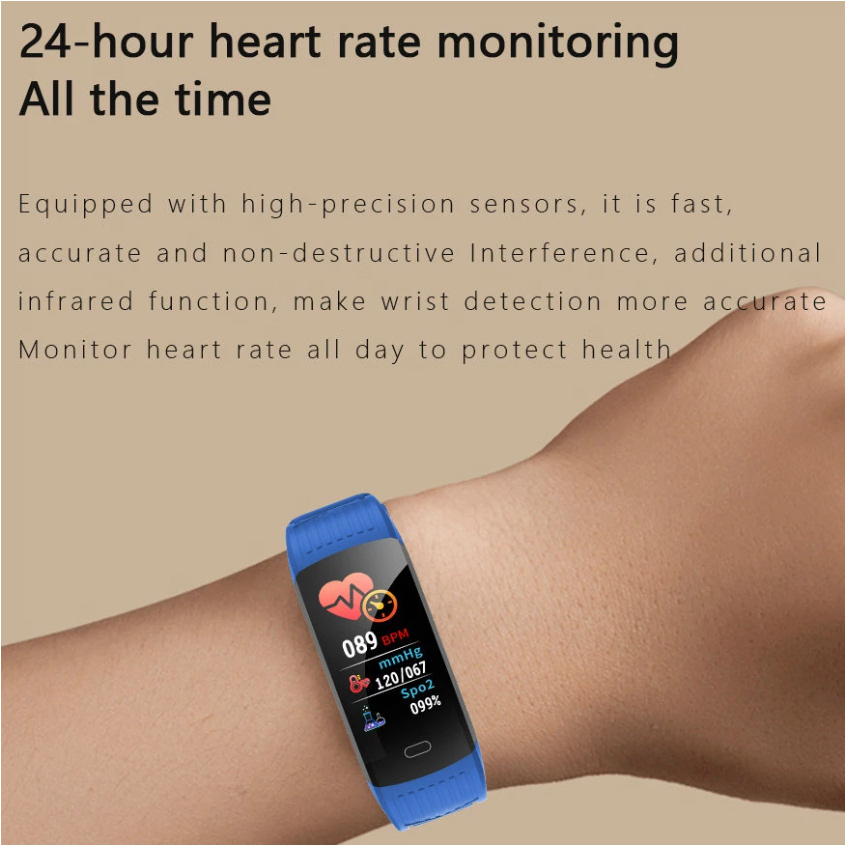 24-hour heart rate monitoring
All the time
Equipped with high-precision sensors, it is fast,
accurate and non-destructive Interference, additional
infrared function, make wrist detection more accurate
Monitor heart rate all day to protect health
089 BPM
mmHg
120/067
Spo2
099%